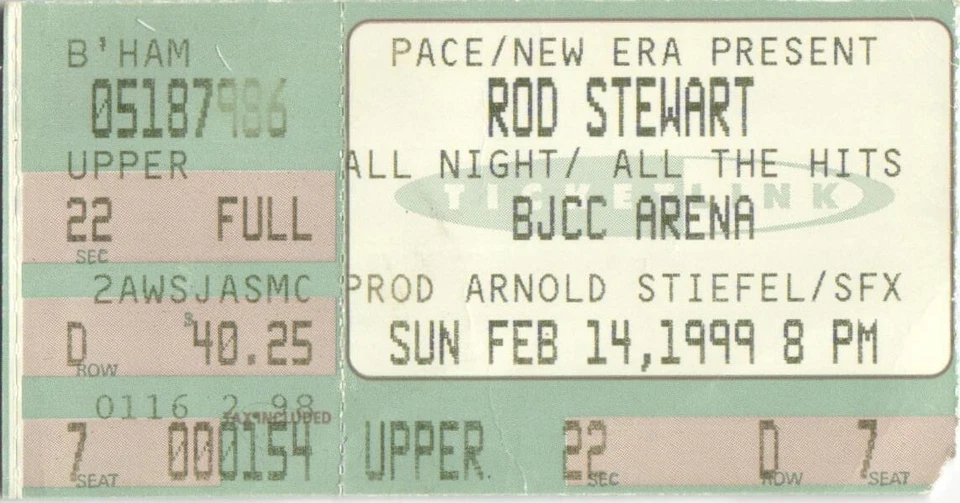 B'HAM
05187986
UPPER
22 FULL
SEC
2AWSJASMC
D $40.25
ROW
0116 2 98
TAX INCLUDED
7 000154
SEAT
PACE/NEW ERA PRESENT
ROD STEWART
ALL NIGHT/ ALL THE HITS
TICKETLINK
BJCC ARENA
PROD ARNOLD STIEFEL/SFX
SUN FEB 14,1999 8 PM
UPPER 22 D 7
SEC ROW SEAT